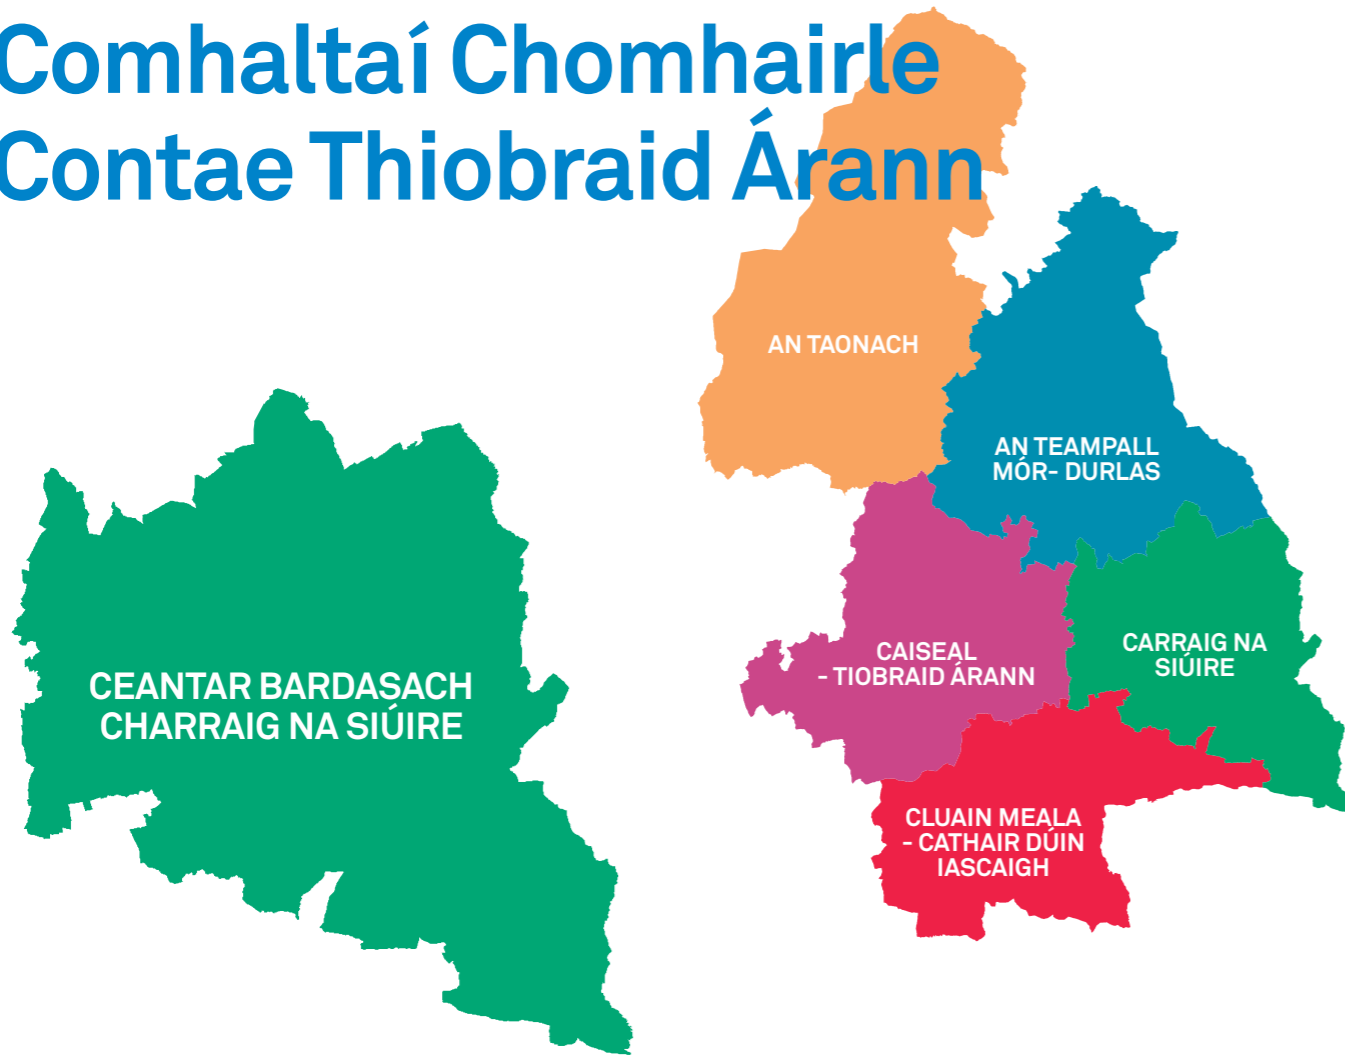 Comhaltaí Chomhairle
Contae Thiobraid Árann
AN TAONACH
AN TEAMPALL
MÓR- DURLAS
CAISEAL
- TIOBRAID ÁRANN
CARRAIG NA
SIÚIRE
CLUAIN MEALA
- CATHAIR DÚIN
IASCAIGH
CEANTAR BARDASACH
CHARRAIG NA SIÚIRE